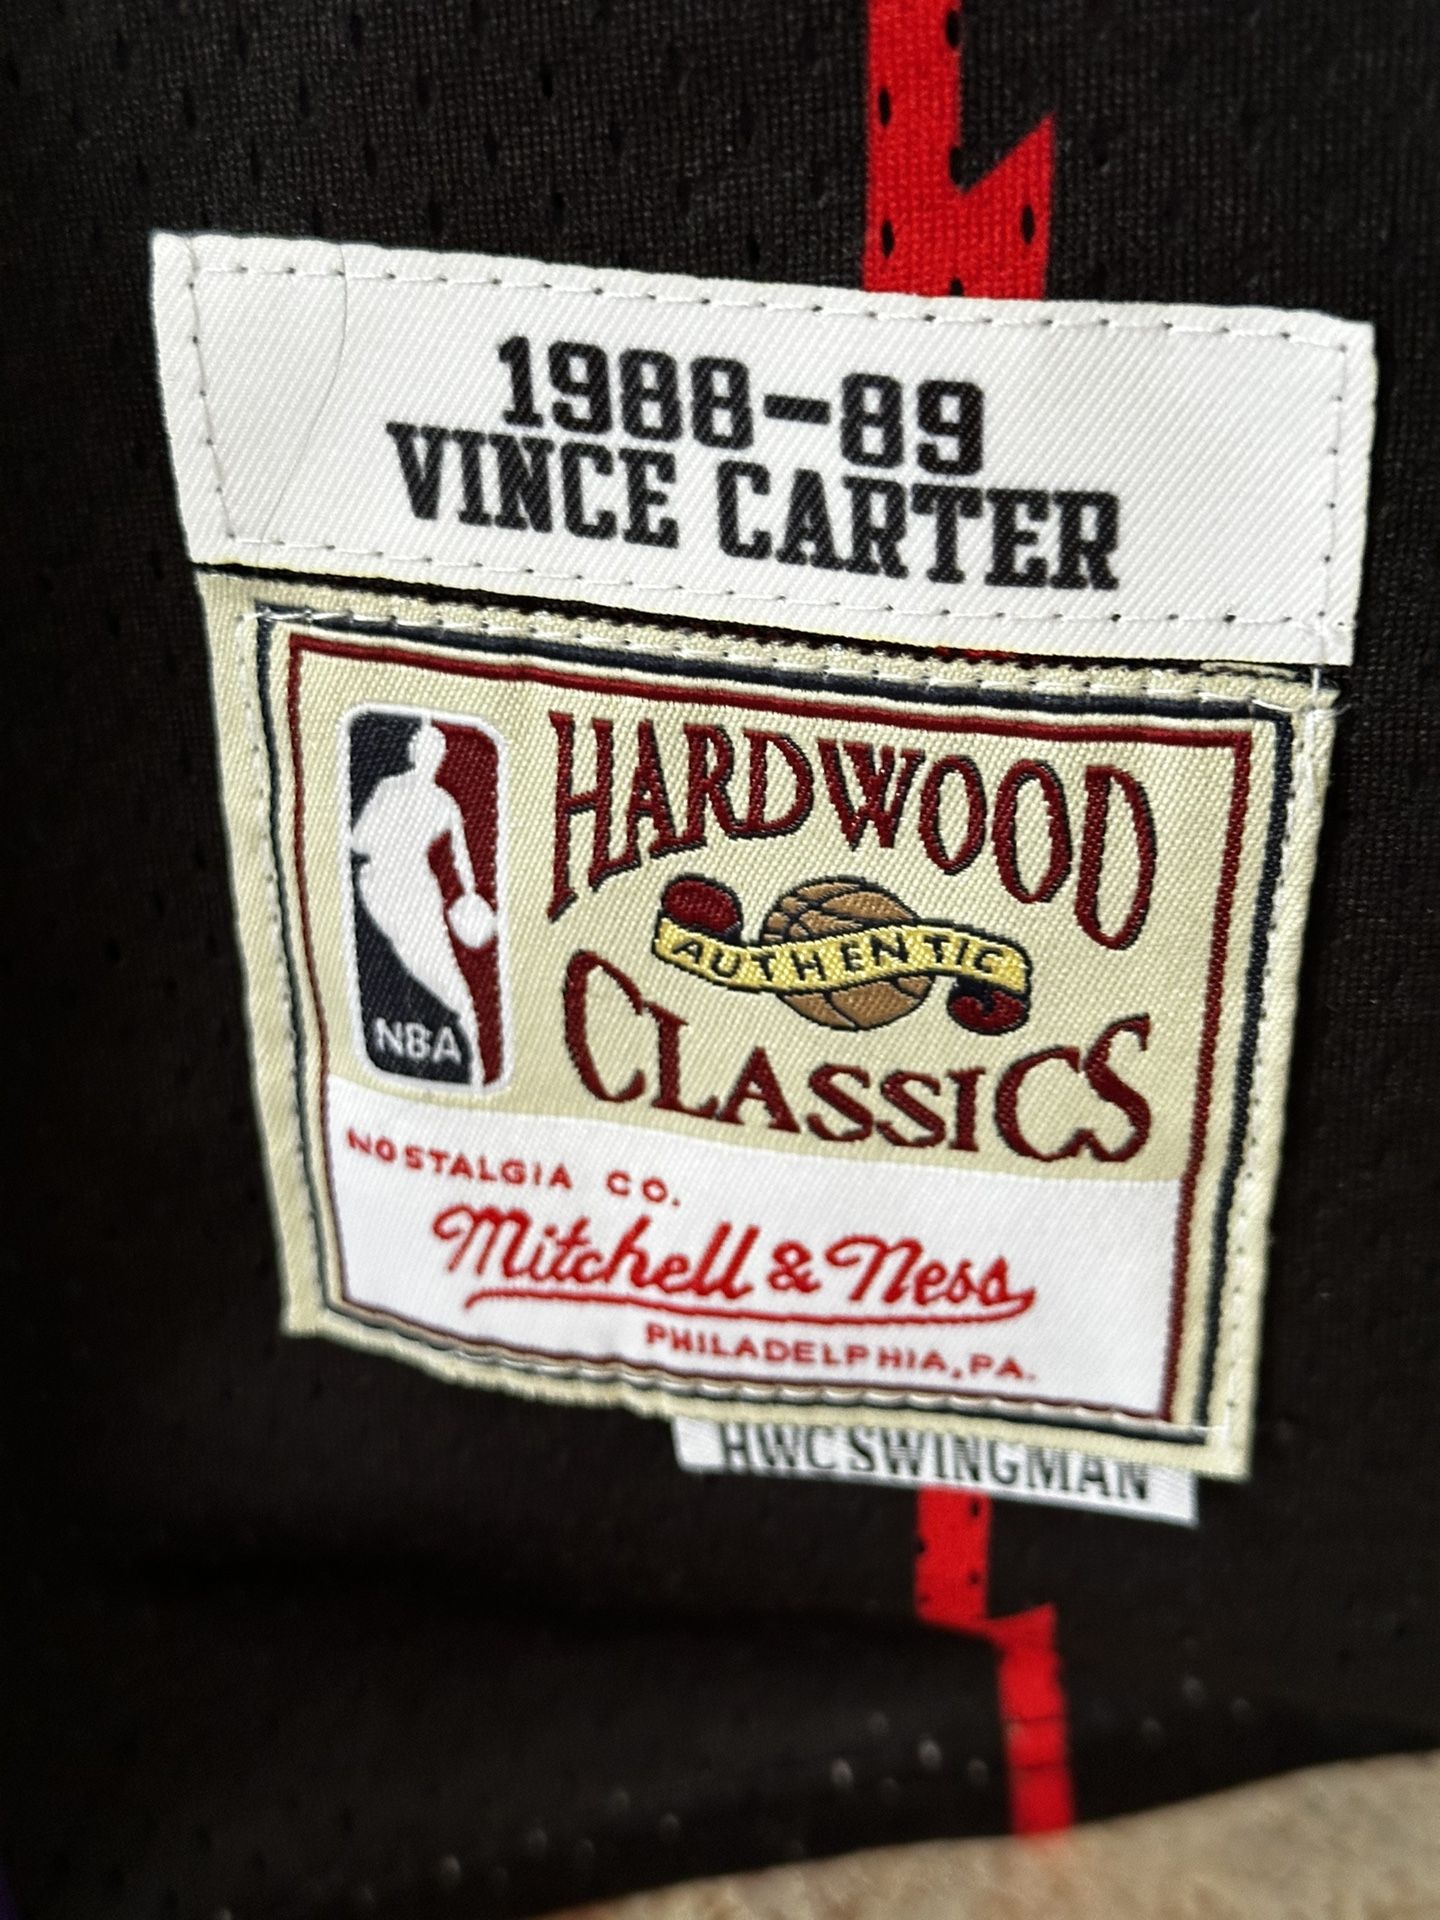 1988-89
VINCE CARTER
HARDWOOD
AUTHENTIC
CLASSICS
NBA
NOSTALGIA CO.
Mitchell & Ness
PHILADELPHIA, PA.
HWC SWINGMAN